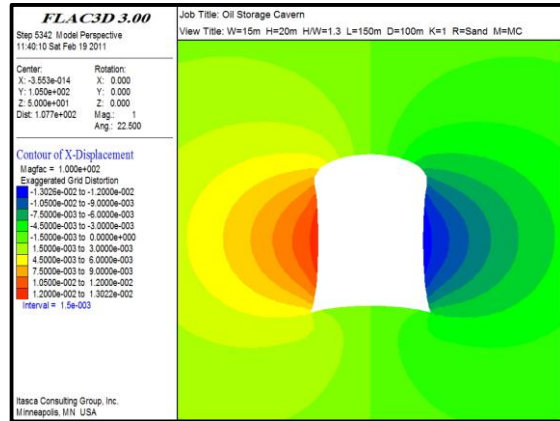 FLAC3D 3.00
Step 5342  Model Perspective
11:40:10 Sat Feb 19 2011
Center:
X: -3.553e-014
Y: 1.050e+002
Z: 5.000e+001
Dist: 1.077e+002
Rotation:
X: 0.000
Y: 0.000
Z: 0.000
Mag.: 1
Ang.: 22.500
Contour of X-Displacement
Magfac = 1.000e+002
Exaggerated Grid Distortion
-1.3026e-002 to -1.2000e-002
-1.0500e-002 to -9.0000e-003
-7.5000e-003 to -6.0000e-003
-4.5000e-003 to -3.0000e-003
-1.5000e-003 to 0.0000e+000
1.5000e-003 to 3.0000e-003
4.5000e-003 to 6.0000e-003
7.5000e-003 to 9.0000e-003
1.0500e-002 to 1.2000e-002
1.2000e-002 to 1.3022e-002
Interval = 1.5e-003
Itasca Consulting Group, Inc.
Minneapolis, MN USA
Job Title: Oil Storage Cavern
View Title: W=15m H=20m H/W=1.3 L=150m D=100m K=1 R=Sand M=MC